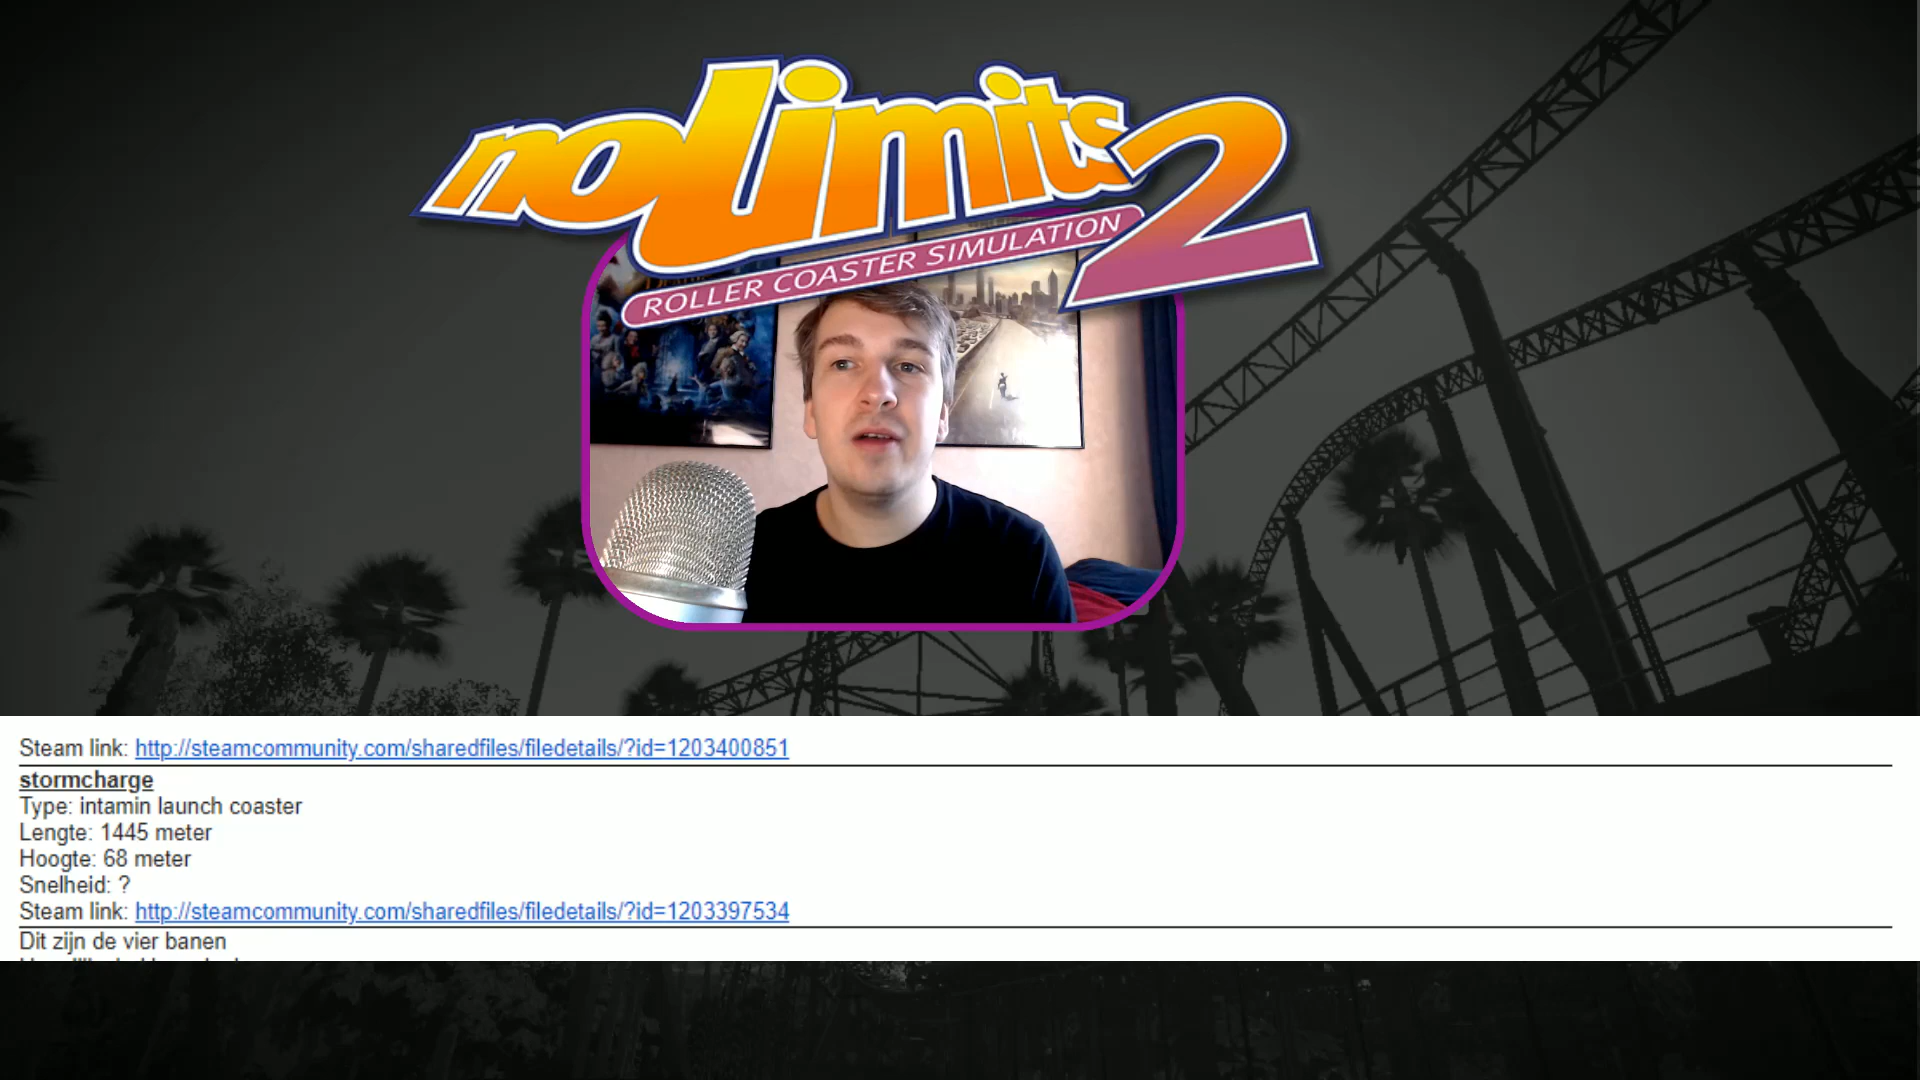 noLimits 2
ROLLER COASTER SIMULATION
Steam link: http://steamcommunity.com/sharedfiles/filedetails/?id=1203400851
stormcharge
Type: intamin launch coaster
Lengte: 1445 meter
Hoogte: 68 meter
Snelheid: ?
Steam link: http://steamcommunity.com/sharedfiles/filedetails/?id=1203397534
Dit zijn de vier banen